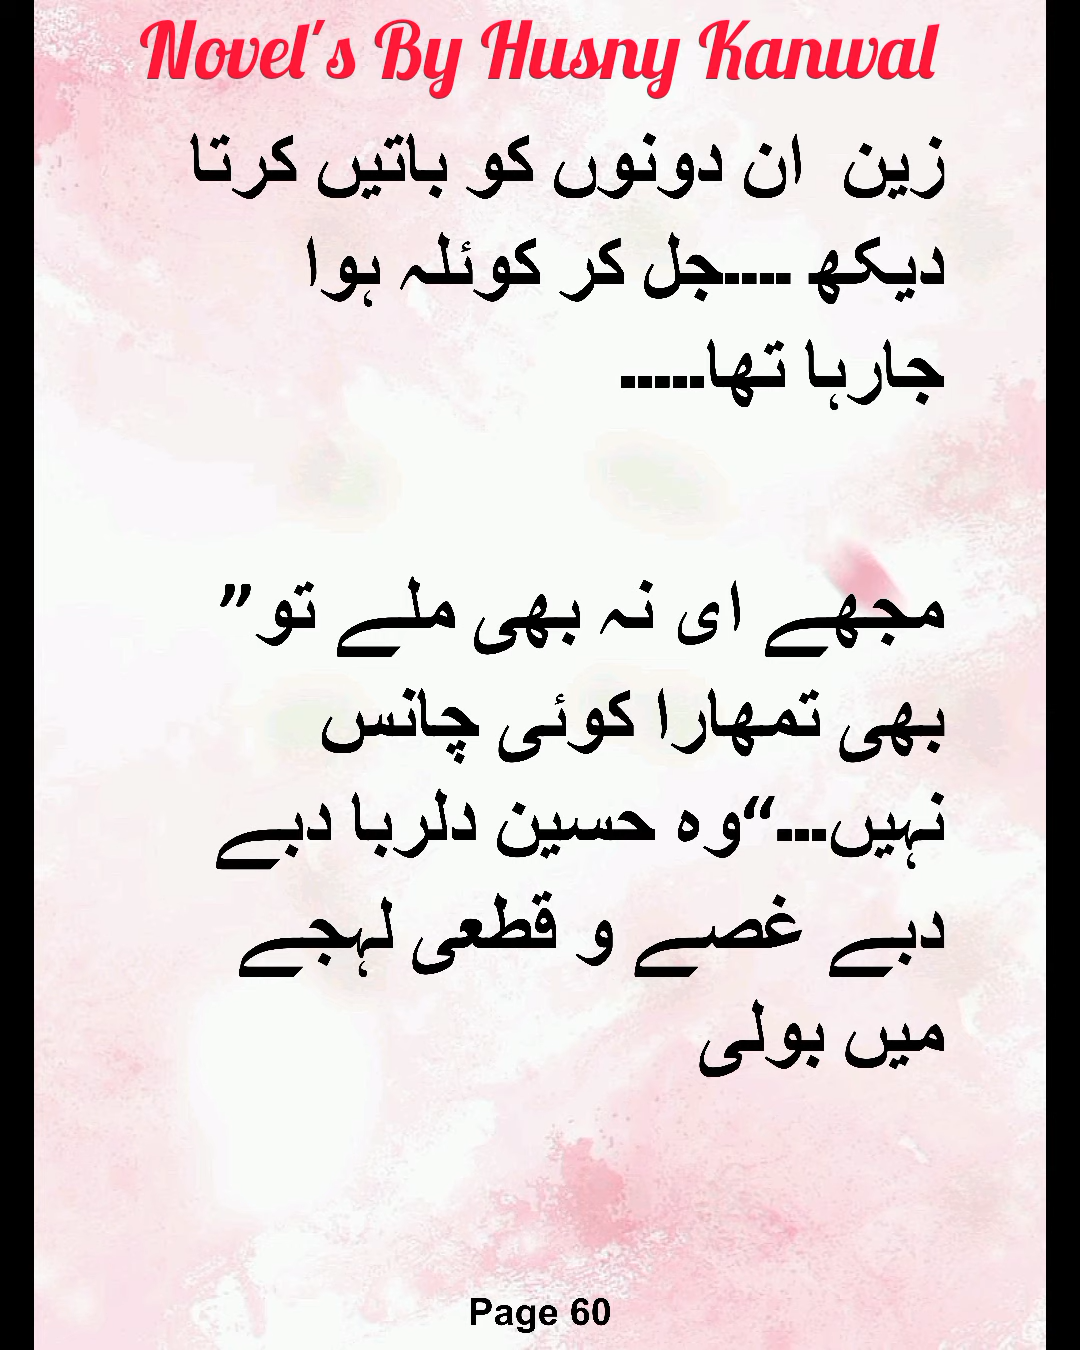 Novel's By Husny Kanwal
زین ان دونوں کو باتیں کرتا
دیکھ ....جل کر کوئلہ ہوا
جارہا تھا.....
مجھے ای نہ بھی ملے تو”
بھی تمھارا کوئی چانس
نہیں...“وہ حسین دلربا دبے
دبے غصے و قطعی لہجے
میں بولی
Page 60